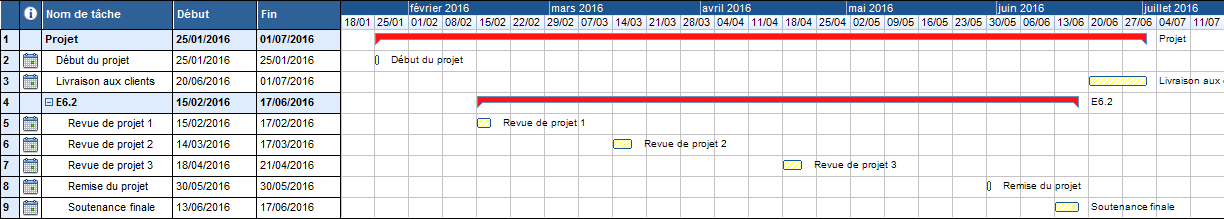 Nom de tâche Début Fin février 2016 mars 2016 avril 2016 mai 2016 juin 2016 juillet 2016
18/01 25/01 01/02 08/02 15/02 22/02 29/02 07/03 14/03 21/03 28/03 04/04 11/04 18/04 25/04 02/05 09/05 16/05 23/05 30/05 06/06 13/06 20/06 27/06 04/07 11/07
1 Projet 25/01/2016 01/07/2016 Projet
2 Début du projet 25/01/2016 25/01/2016 Début du projet
3 Livraison aux clients 20/06/2016 01/07/2016 Livraison aux c
4 E6.2 15/02/2016 17/06/2016 E6.2
5 Revue de projet 1 15/02/2016 17/02/2016 Revue de projet 1
6 Revue de projet 2 14/03/2016 17/03/2016 Revue de projet 2
7 Revue de projet 3 18/04/2016 21/04/2016 Revue de projet 3
8 Remise du projet 30/05/2016 30/05/2016 Remise du projet
9 Soutenance finale 13/06/2016 17/06/2016 Soutenance finale